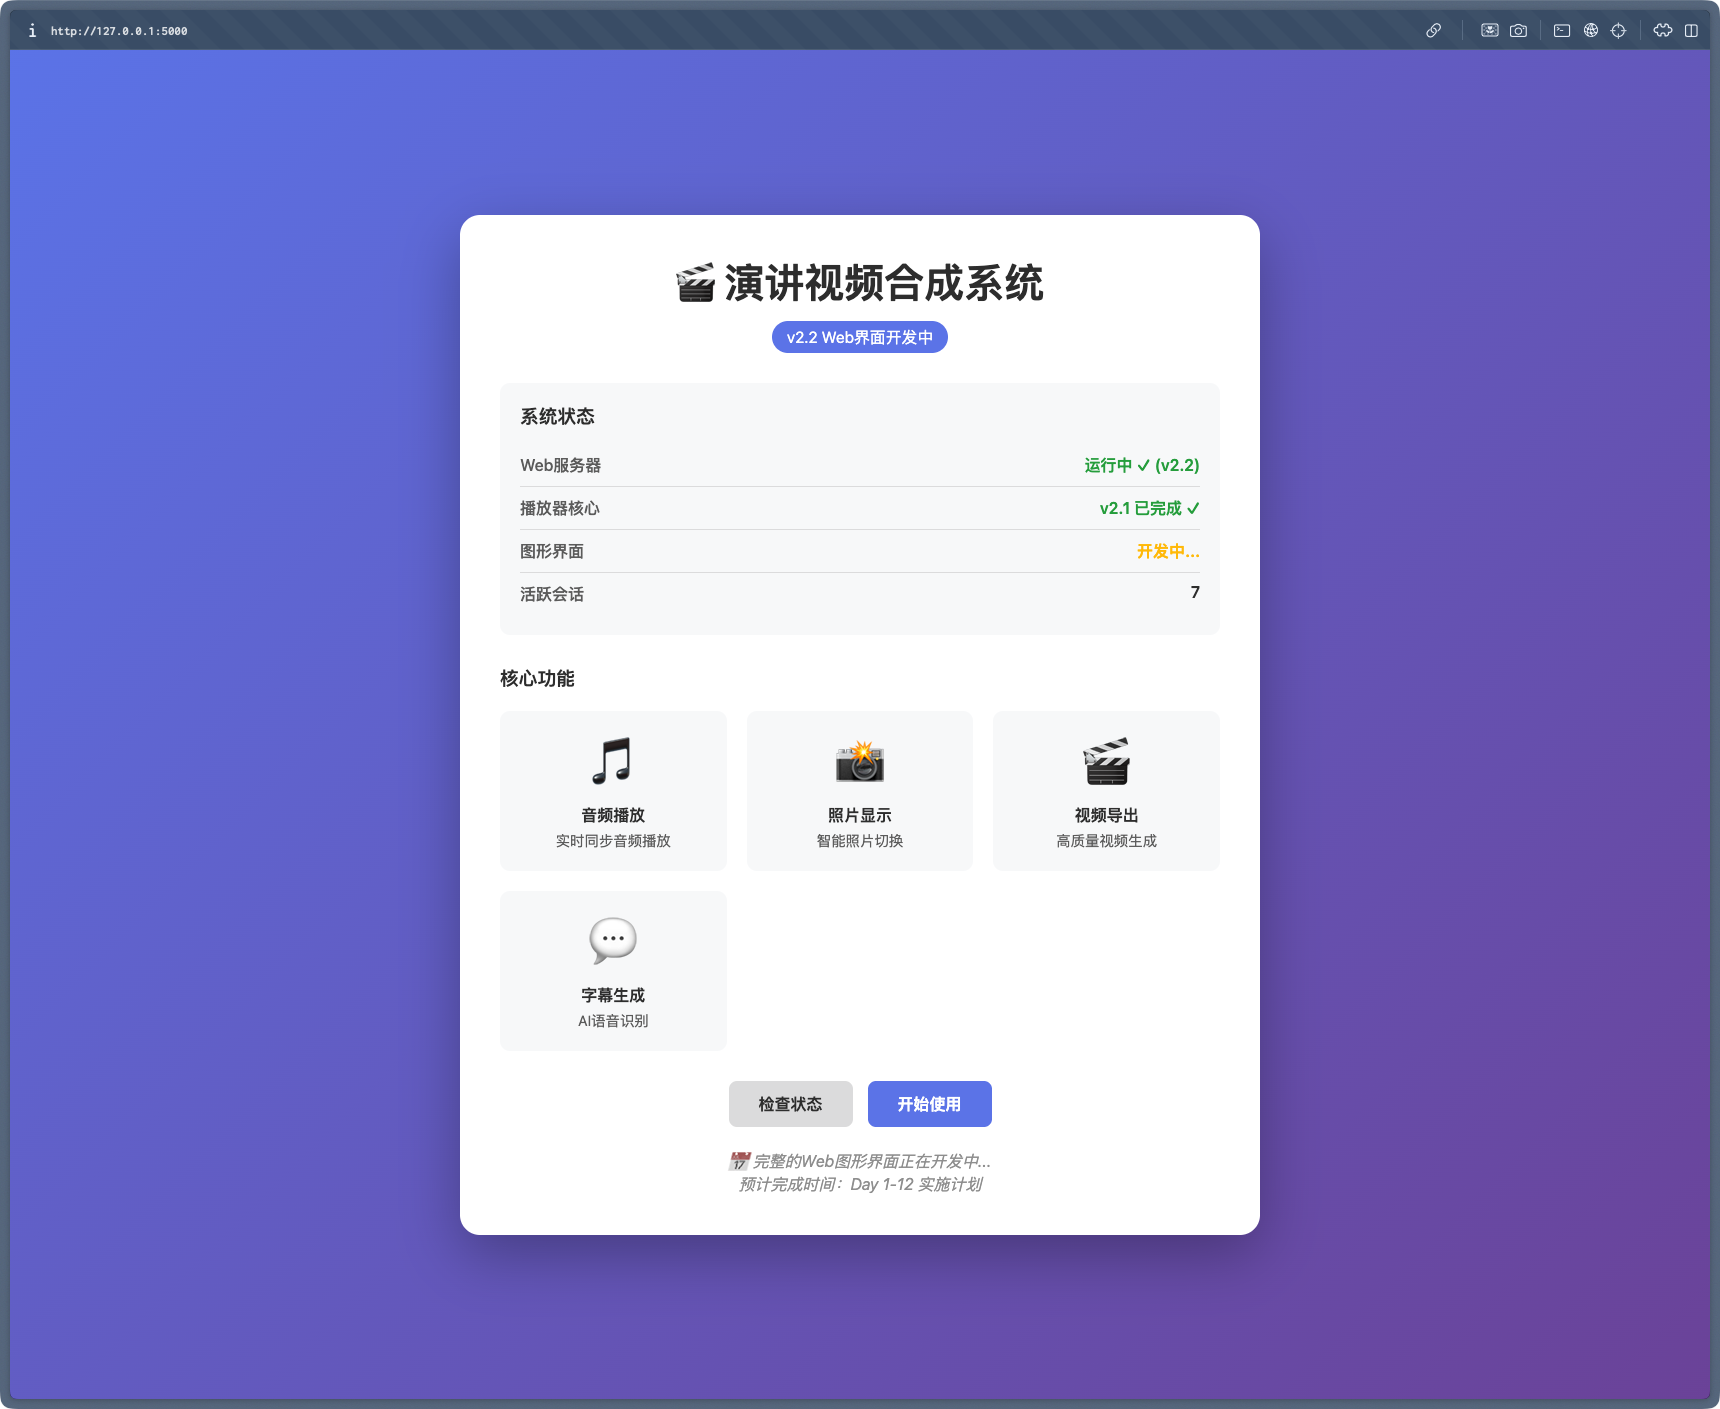 http://127.0.0.1:5000
演讲视频合成系统
v2.2 Web界面开发中
系统状态
Web服务器 运行中 ✓ (v2.2)
播放器核心 v2.1 已完成 ✓
图形界面 开发中...
活跃会话 7
核心功能
音频播放
实时同步音频播放
照片显示
智能照片切换
视频导出
高质量视频生成
字幕生成
AI语音识别
检查状态 开始使用
📅 完整的Web图形界面正在开发中...
预计完成时间：Day 1-12 实施计划